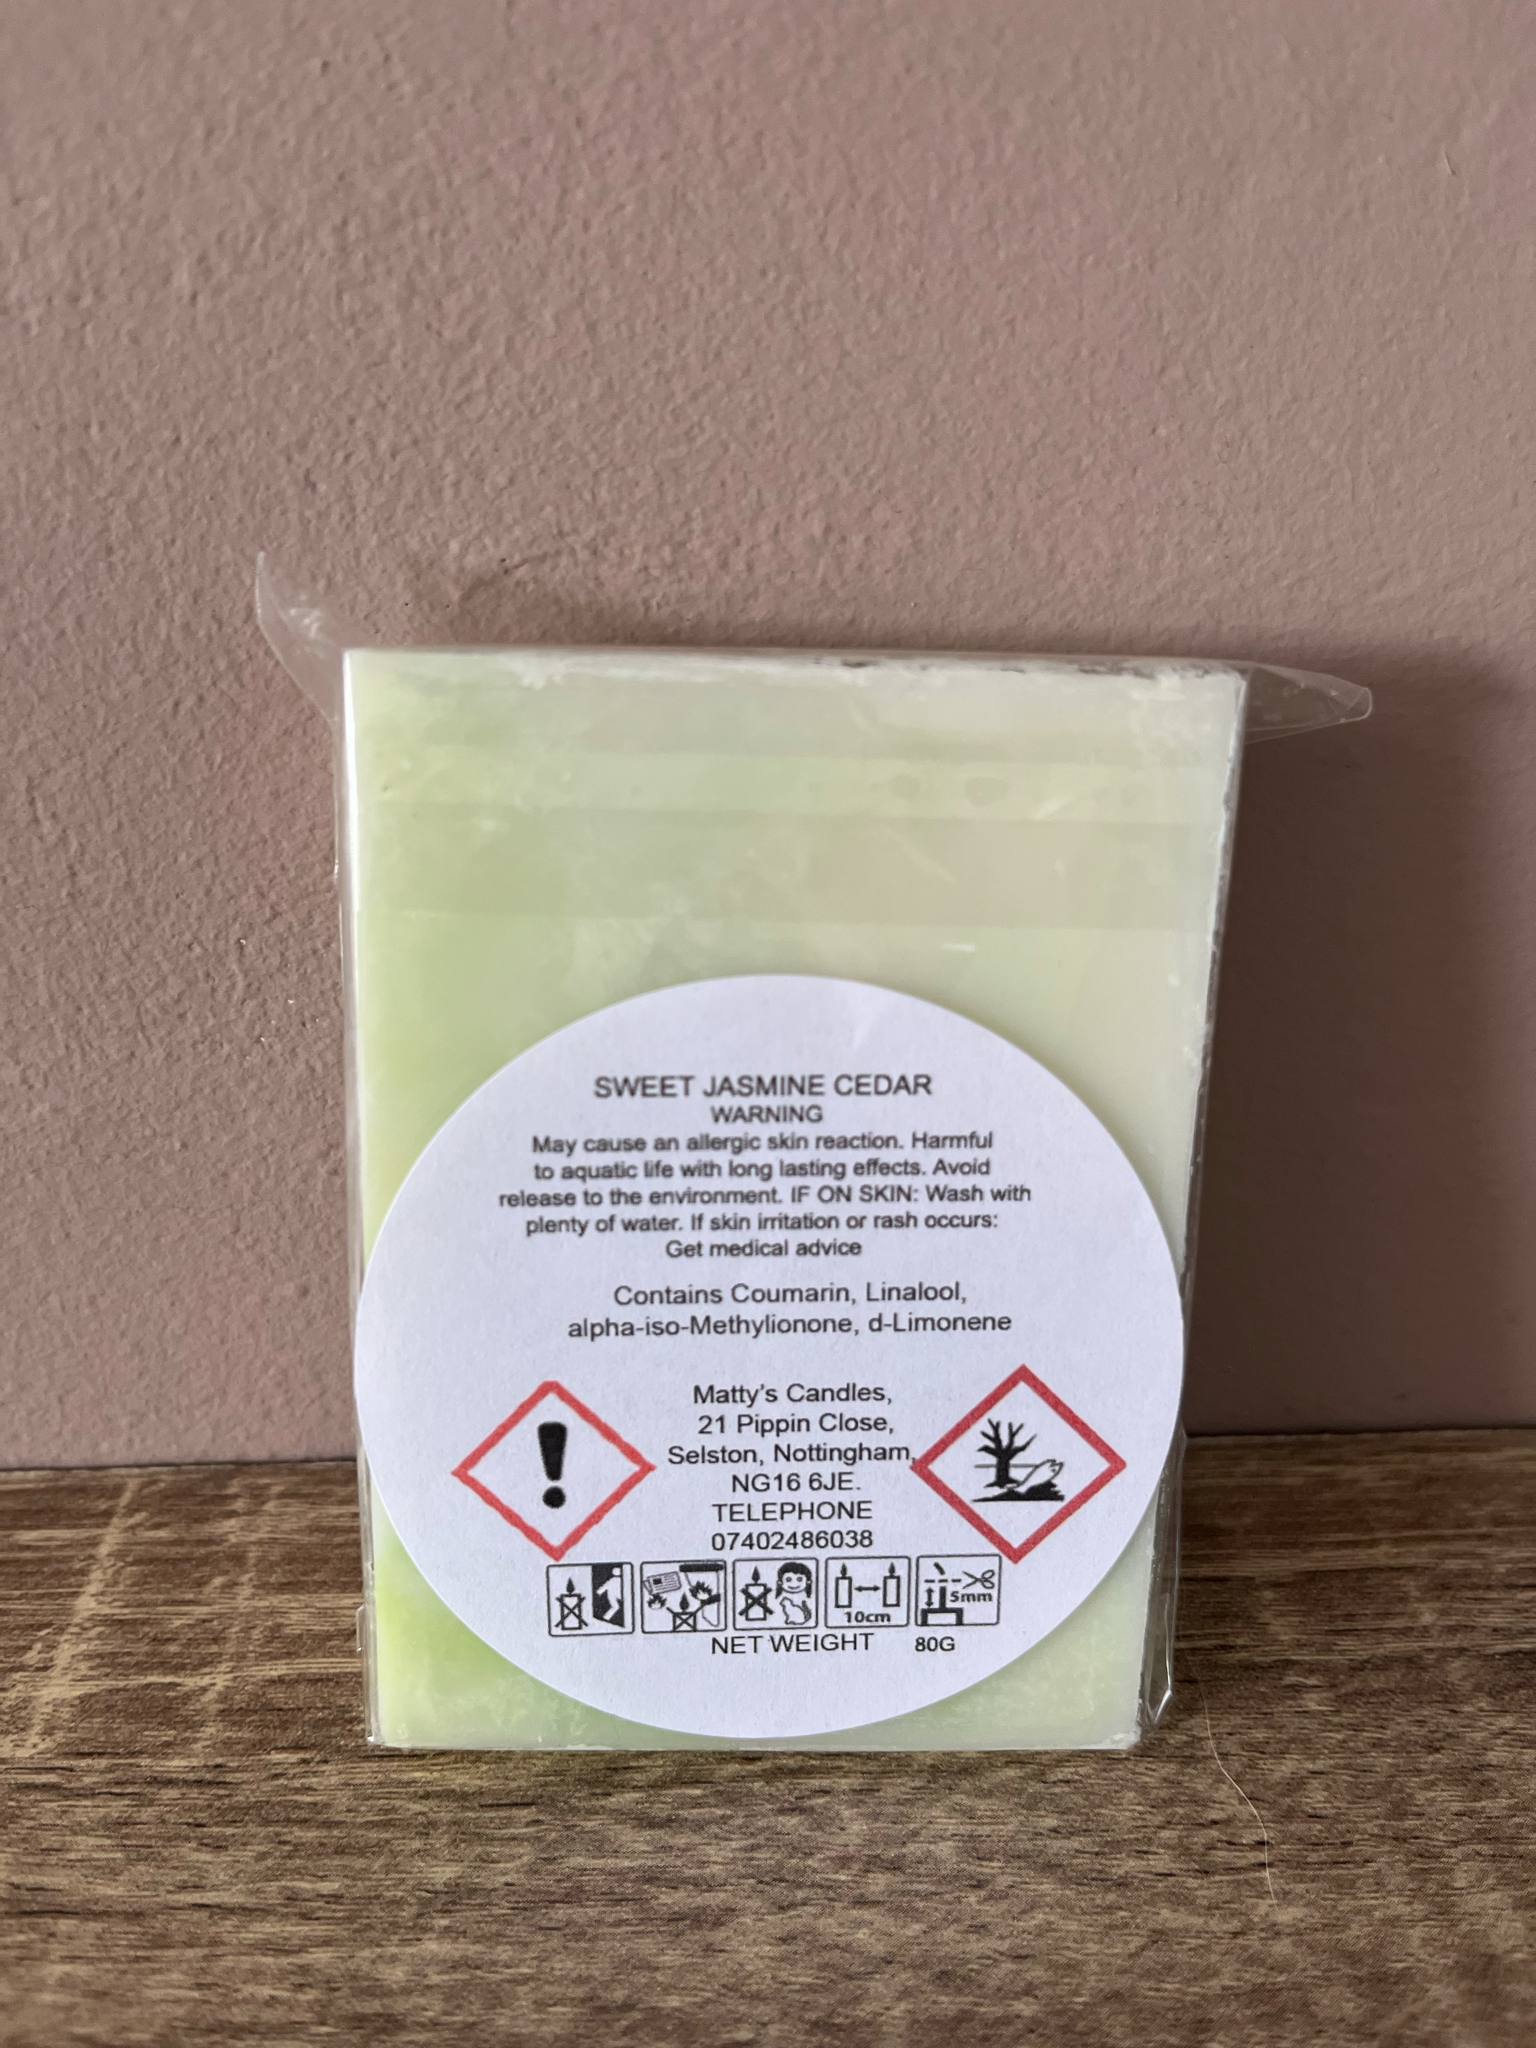 SWEET JASMINE CEDAR
WARNING
May cause an allergic skin reaction. Harmful
to aquatic life with long lasting effects. Avoid
release to the environment. IF ON SKIN: Wash with
plenty of water. If skin irritation or rash occurs:
Get medical advice
Contains Coumarin, Linalool,
alpha-iso-Methylionone, d-Limonene
Matty's Candles,
21 Pippin Close,
Selston, Nottingham,
NG16 6JE.
TELEPHONE
07402486038
10cm
5mm
NET WEIGHT 80G